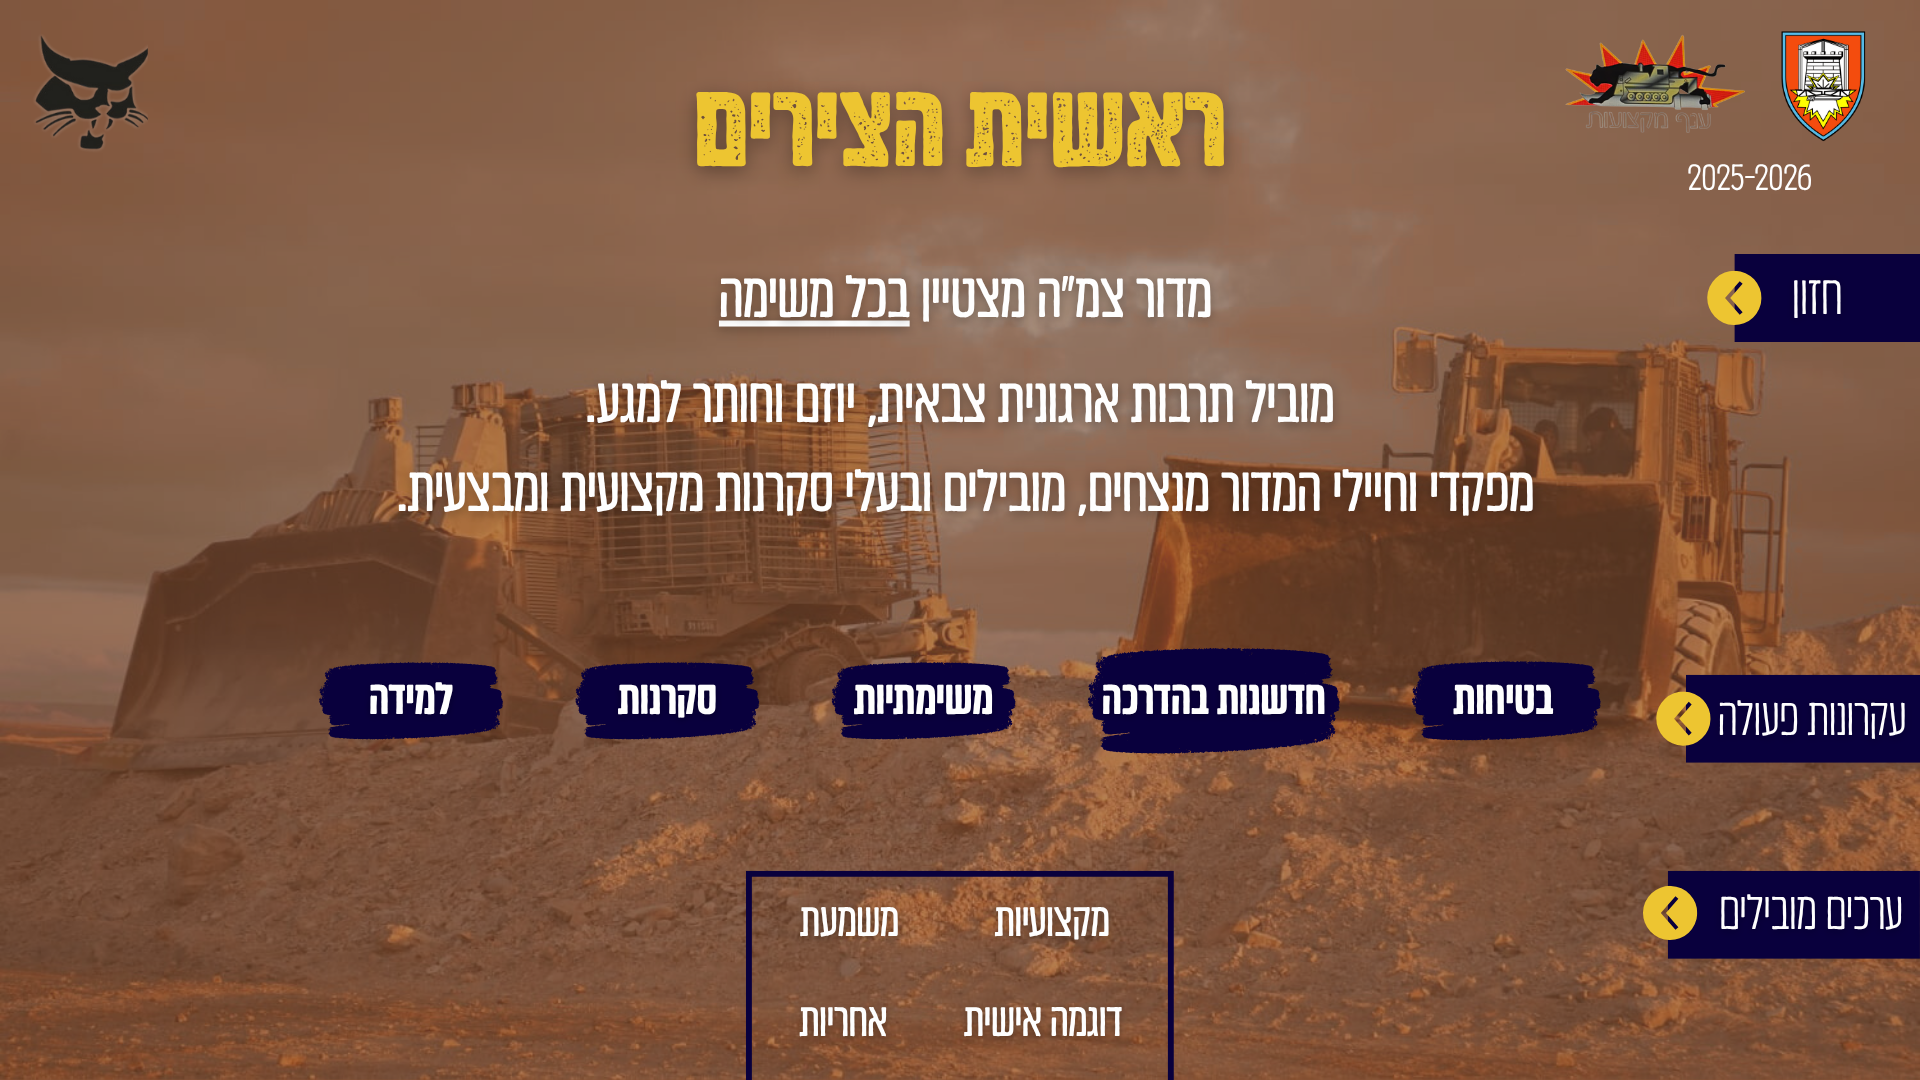 ראשית הצירים
ענף מקצועות
2025-2026
חזון
מדור צמ"ה מצטיין בכל משימה
מוביל תרבות ארגונית צבאית, יוזם וחותר למגע.
מפקדי וחיילי המדור מנצחים, מובילים ובעלי סקרנות מקצועית ומבצעית.
עקרונות פעולה
בטיחות
חדשנות בהדרכה
משימתיות
סקרנות
למידה
ערכים מובילים
מקצועיות משמעת
דוגמה אישית אחריות